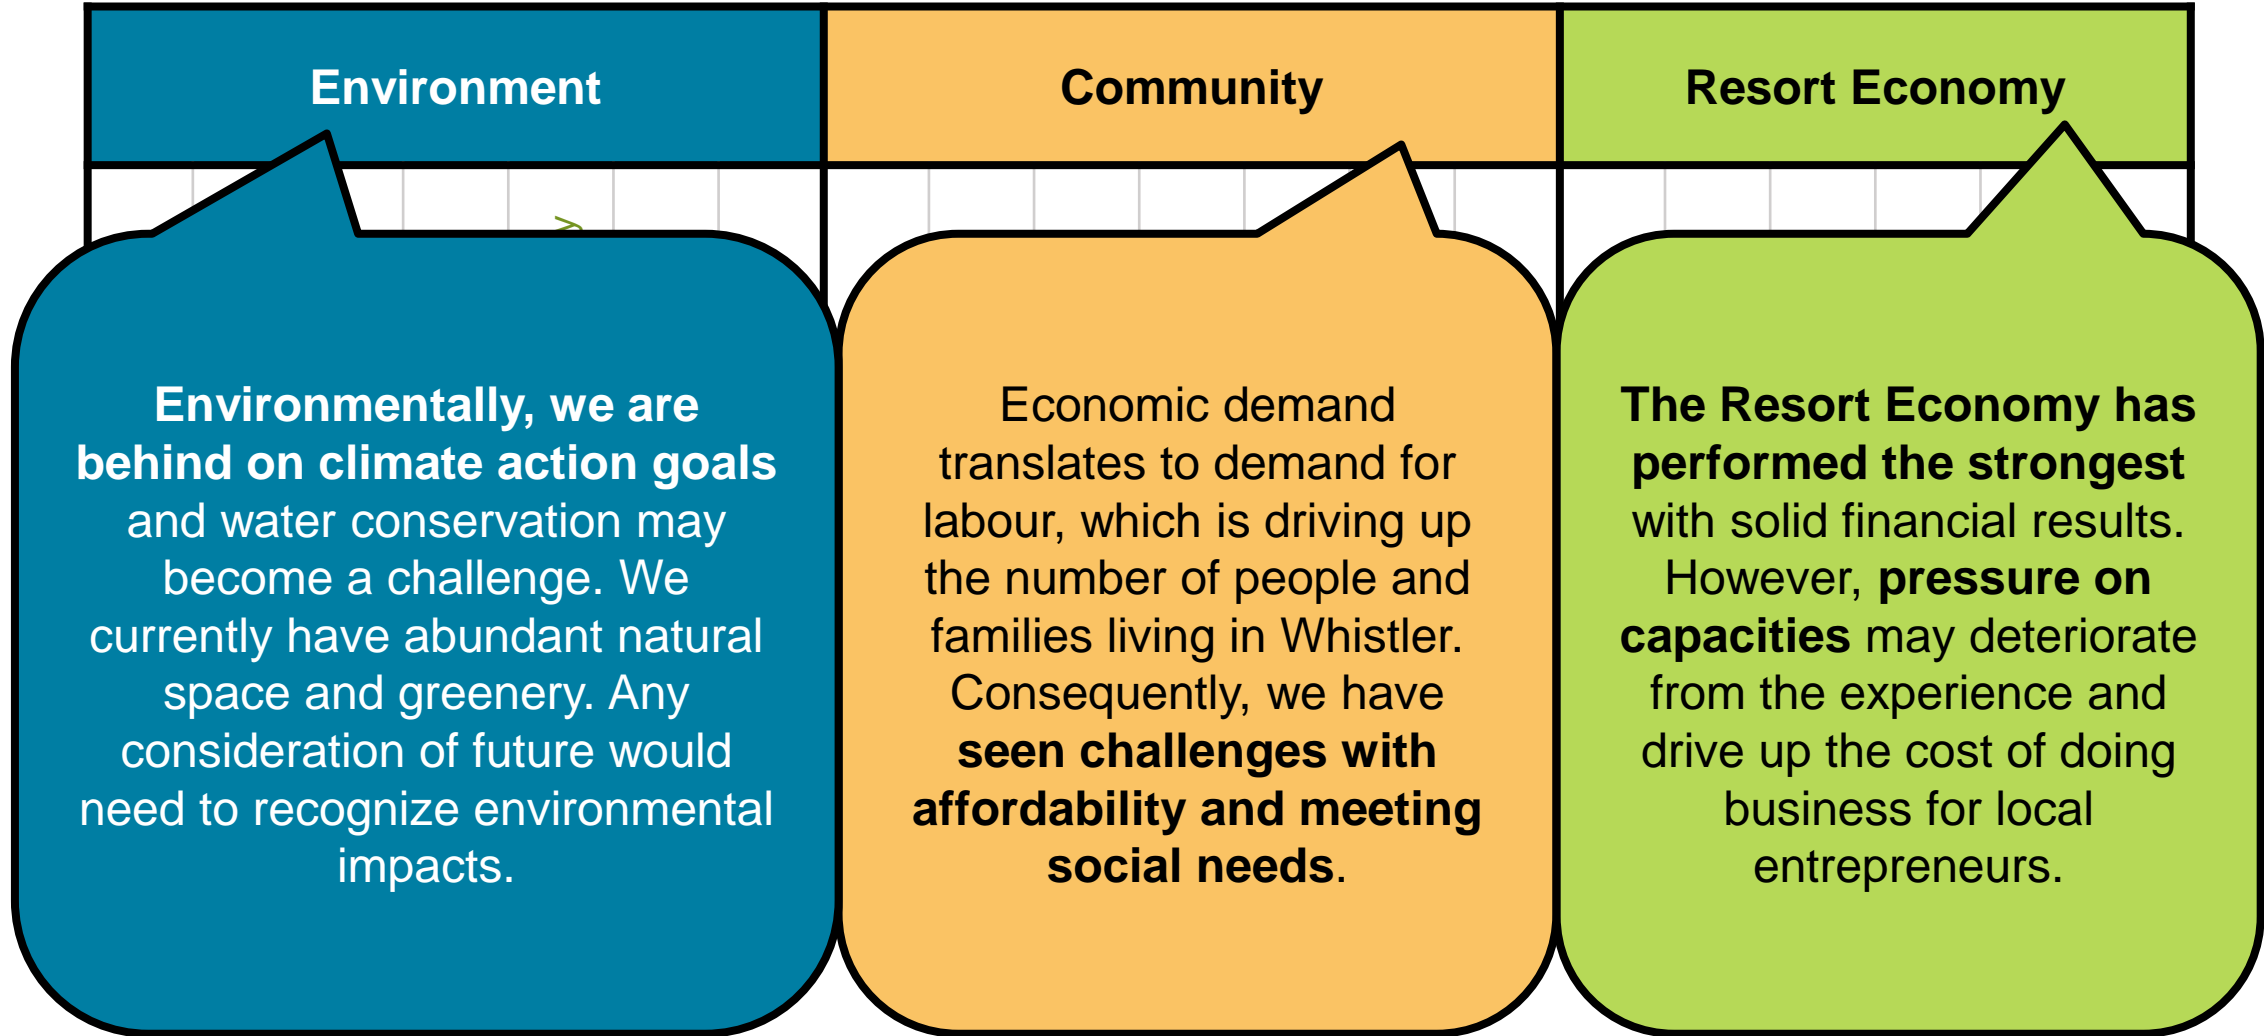 Environment
Community
Resort Economy
Environmentally, we are
behind on climate action goals
and water conservation may
become a challenge. We
currently have abundant natural
space and greenery. Any
consideration of future would
need to recognize environmental
impacts.
Economic demand
translates to demand for
labour, which is driving up
the number of people and
families living in Whistler.
Consequently, we have
seen challenges with
affordability and meeting
social needs.
The Resort Economy has
performed the strongest
with solid financial results.
However, pressure on
capacities may deteriorate
from the experience and
drive up the cost of doing
business for local
entrepreneurs.